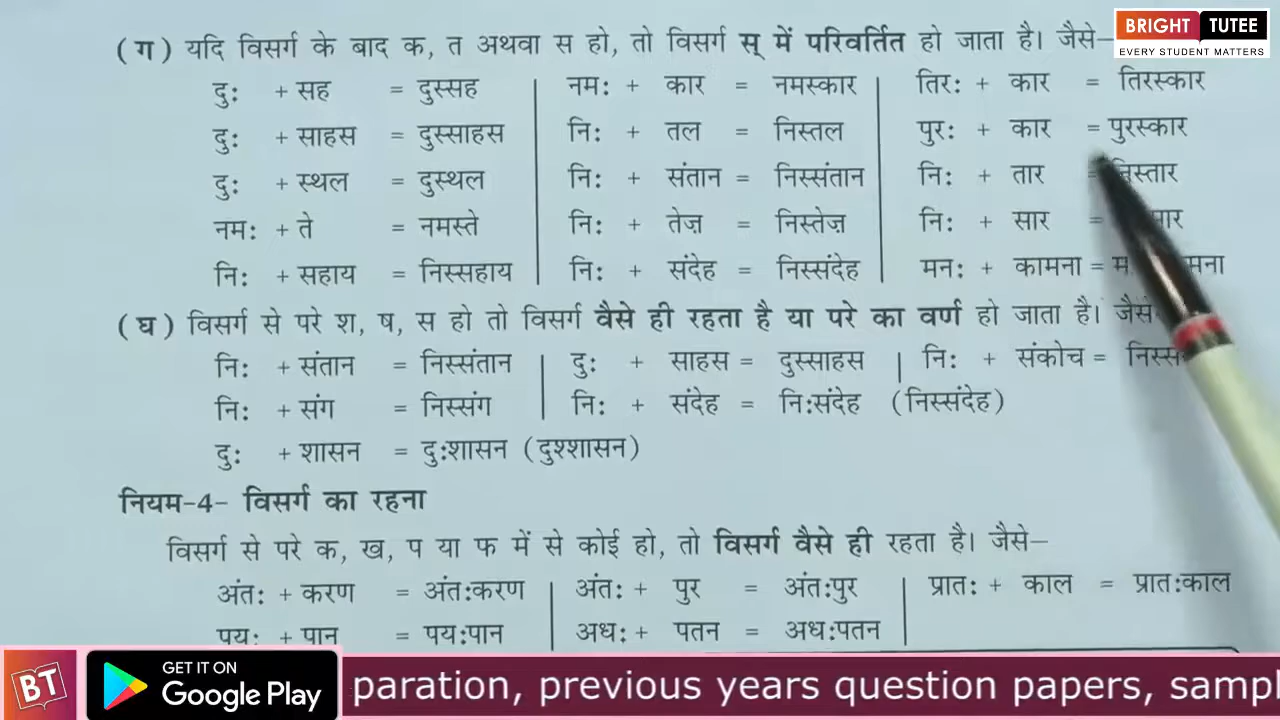 BRIGHT TUTEE
EVERY STUDENT MATTERS
(ग) यदि विसर्ग के बाद क, त अथवा स हो, तो विसर्ग स् में परिवर्तित हो जाता है। जैसे–
दुः + सह = दुस्सह | नमः + कार = नमस्कार | तिरः + कार = तिरस्कार
दुः + साहस = दुस्साहस | निः + तल = निस्तल | पुरः + कार = पुरस्कार
दुः + स्थल = दुस्थल | निः + संतान = निस्संतान | निः + तार = निस्तार
नमः + ते = नमस्ते | निः + तेज़ = निस्तेज़ | निः + सार =
निः + सहाय = निस्सहाय | निः + संदेह = निस्संदेह | मनः + कामना =
(घ) विसर्ग से परे श, ष, स हो तो विसर्ग वैसे ही रहता है या परे का वर्ण हो जाता है। जैसे
निः + संतान = निस्संतान | दुः + साहस = दुस्साहस | निः + संकोच =
निः + संग = निस्संग | निः + संदेह = निःसंदेह (निस्संदेह)
दुः + शासन = दुःशासन (दुश्शासन)
नियम-4- विसर्ग का रहना
विसर्ग से परे क, ख, प या फ में से कोई हो, तो विसर्ग वैसे ही रहता है। जैसे–
अंतः + करण = अंतःकरण | अंतः + पुर = अंतःपुर | प्रातः + काल = प्रातःकाल
पयः + पान = पयःपान | अधः + पतन = अधःपतन |
BT GET IT ON Google Play paration, previous years question papers, sampl